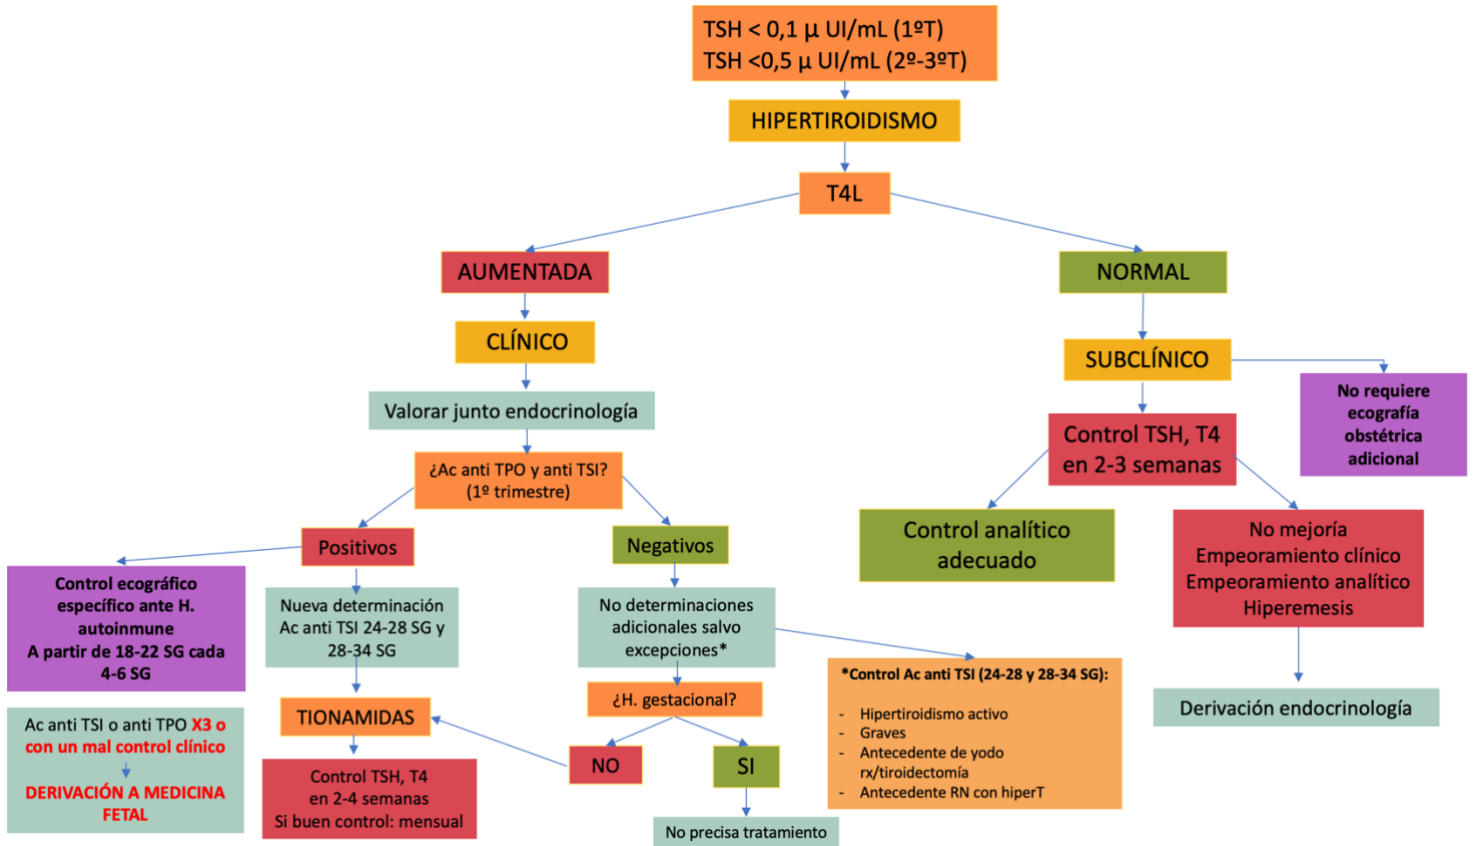 TSH < 0,1 µ UI/mL (1ºT)
TSH <0,5 µ UI/mL (2º-3ºT)
HIPERTIROIDISMO
T4L
AUMENTADA
NORMAL
CLÍNICO
SUBCLÍNICO
No requiere
ecografía
obstétrica
adicional
Valorar junto endocrinología
Control TSH, T4
en 2-3 semanas
¿Ac anti TPO y anti TSI?
(1º trimestre)
Positivos
Negativos
Control analítico
adecuado
No mejoría
Empeoramiento clínico
Empeoramiento analítico
Hiperemesis
Control ecográfico
específico ante H.
autoinmune
A partir de 18-22 SG cada
4-6 SG
Nueva determinación
Ac anti TSI 24-28 SG y
28-34 SG
No determinaciones
adicionales salvo
excepciones*
*Control Ac anti TSI (24-28 y 28-34 SG):
- Hipertiroidismo activo
- Graves
- Antecedente de yodo
rx/tiroidectomía
- Antecedente RN con hiperT
Derivación endocrinología
Ac anti TSI o anti TPO X3 o
con un mal control clínico
DERIVACIÓN A MEDICINA
FETAL
TIONAMIDAS
¿H. gestacional?
NO
SI
Control TSH, T4
en 2-4 semanas
Si buen control: mensual
No precisa tratamiento